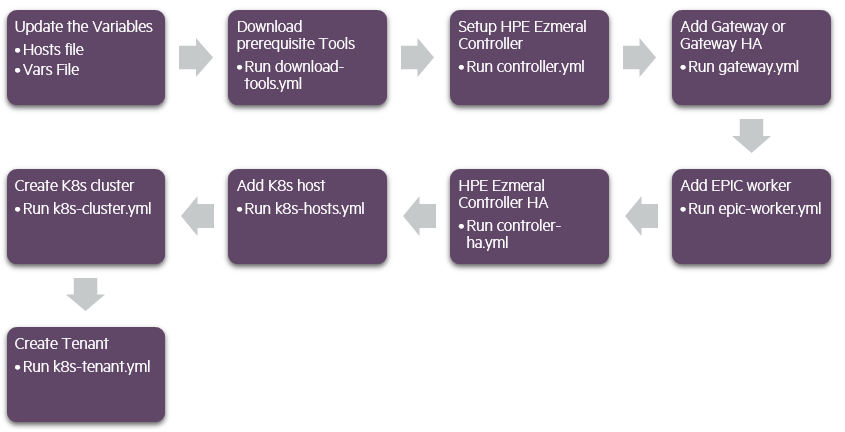 Update the Variables
• Hosts file
• Vars File
Download
prerequisite Tools
• Run download-
tools.yml
Setup HPE Ezmeral
Controller
• Run controller.yml
Add Gateway or
Gateway HA
• Run gateway.yml
Add EPIC worker
• Run epic-worker.yml
HPE Ezmeral
Controller HA
• Run controler-
ha.yml
Add K8s host
• Run k8s-hosts.yml
Create K8s cluster
• Run k8s-cluster.yml
Create Tenant
• Run k8s-tenant.yml